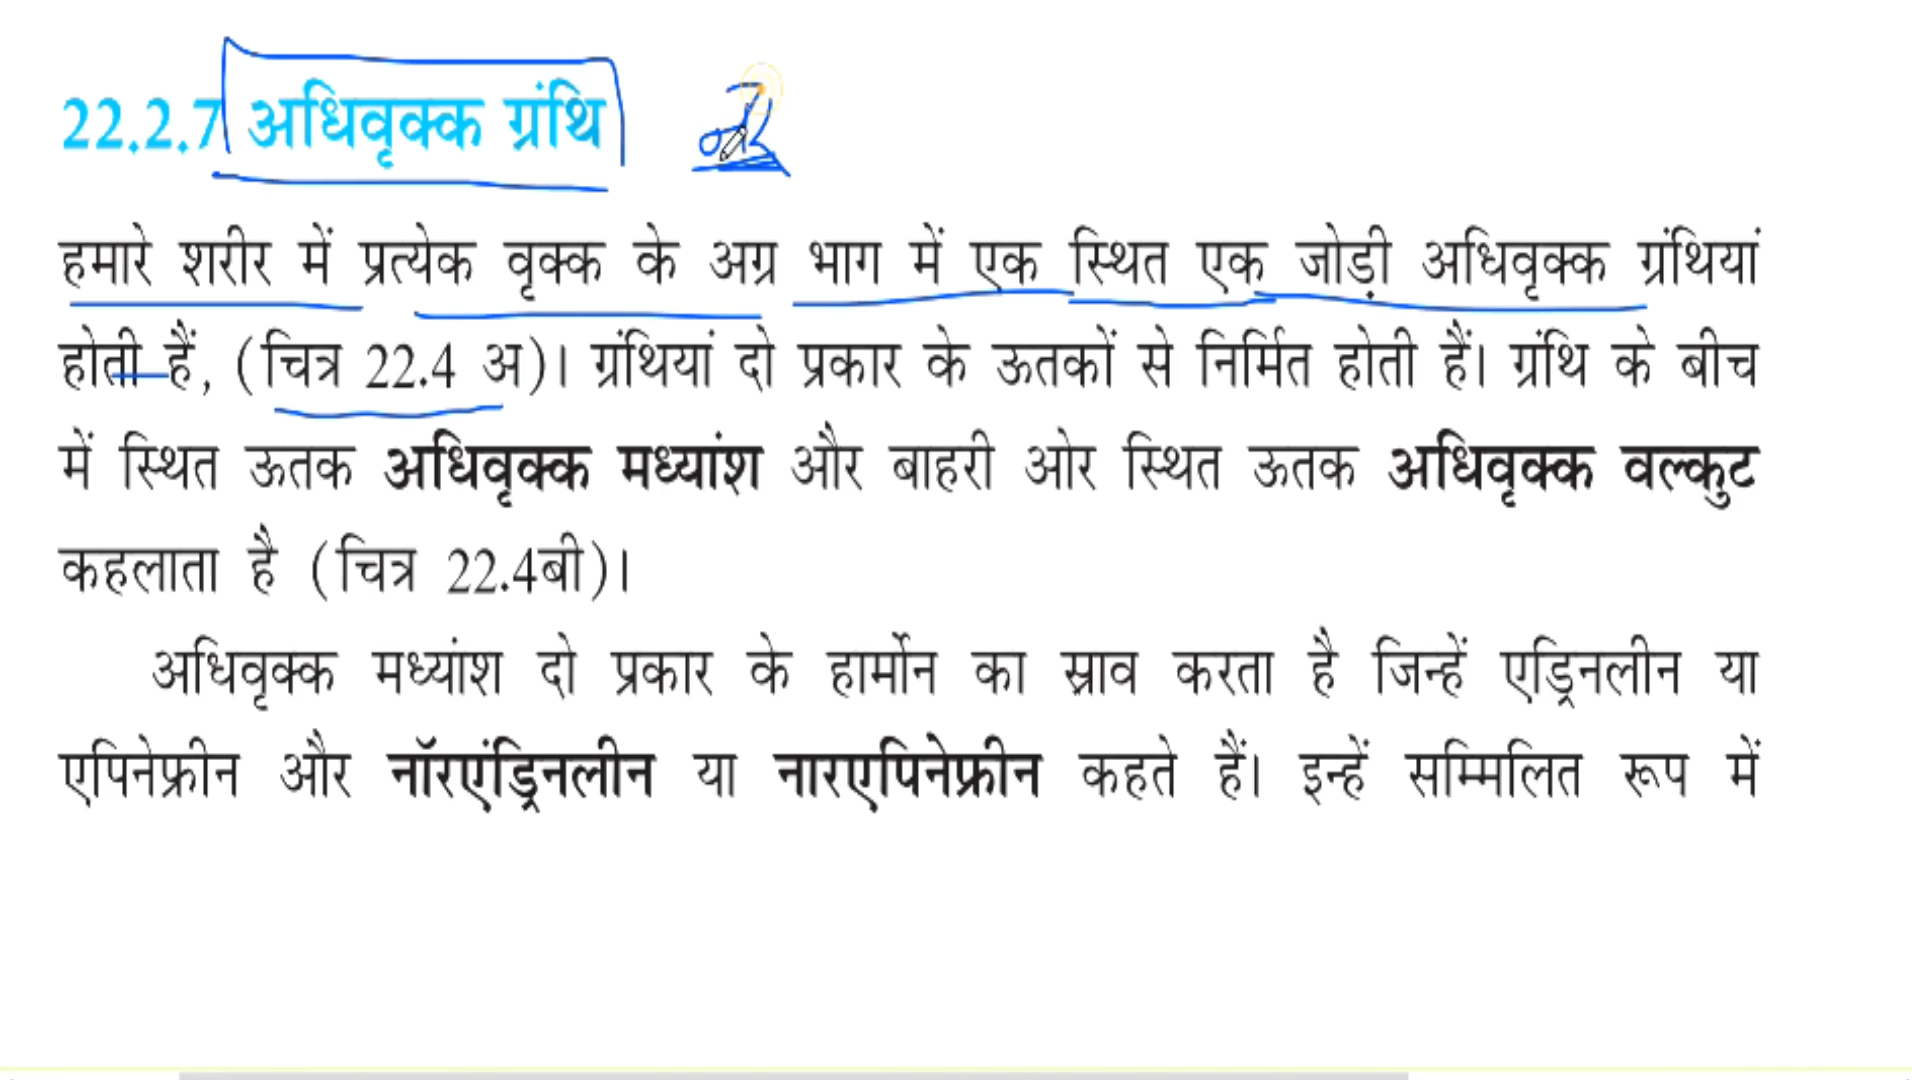 22.2.7 अधिवृक्क ग्रंथि
हमारे शरीर में प्रत्येक वृक्क के अग्र भाग में एक स्थित एक जोड़ी अधिवृक्क ग्रंथियां
होती हैं, (चित्र 22.4 अ)। ग्रंथियां दो प्रकार के ऊतकों से निर्मित होती हैं। ग्रंथि के बीच
में स्थित ऊतक अधिवृक्क मध्यांश और बाहरी ओर स्थित ऊतक अधिवृक्क वल्कुट
कहलाता है (चित्र 22.4बी)।
अधिवृक्क मध्यांश दो प्रकार के हार्मोन का स्राव करता है जिन्हें एड्रिनलीन या
एपिनेफ्रीन और नॉरएंड्रिनलीन या नारएपिनेफ्रीन कहते हैं। इन्हें सम्मिलित रूप में